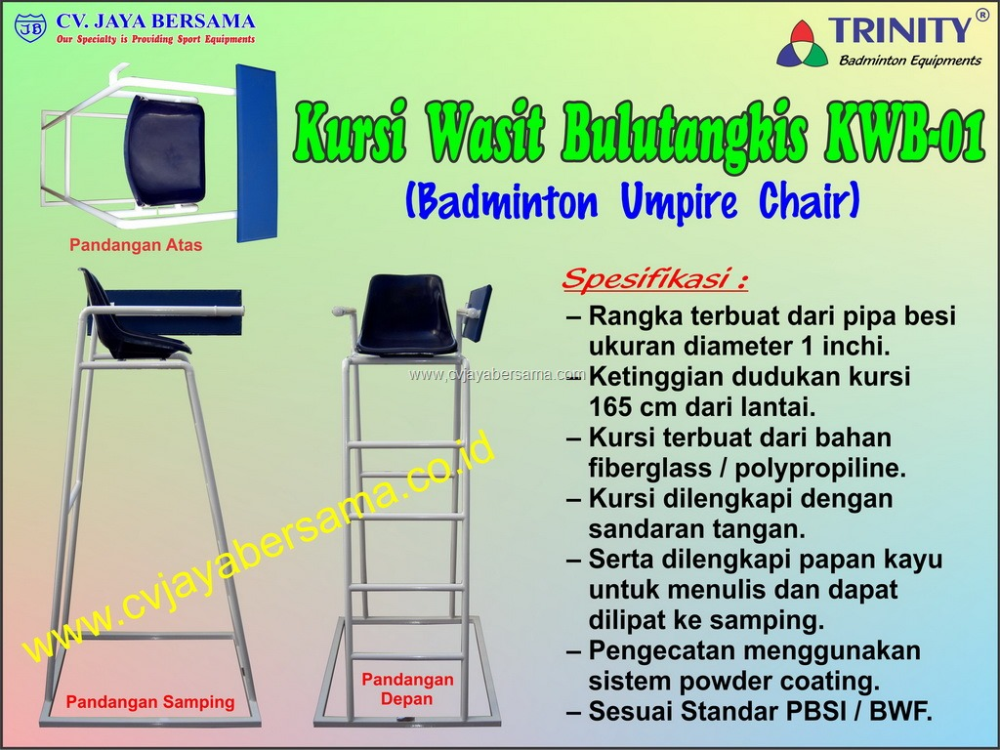 JB
CV. JAYA BERSAMA
Our Specialty is Providing Sport Equipments
TRINITY®
Badminton Equipments
Kursi Wasit Bulutangkis KWB-01
(Badminton Umpire Chair)
Pandangan Atas
Spesifikasi :
– Rangka terbuat dari pipa besi
ukuran diameter 1 inchi.
– Ketinggian dudukan kursi
165 cm dari lantai.
– Kursi terbuat dari bahan
fiberglass / polypropiline.
– Kursi dilengkapi dengan
sandaran tangan.
– Serta dilengkapi papan kayu
untuk menulis dan dapat
dilipat ke samping.
– Pengecatan menggunakan
sistem powder coating.
– Sesuai Standar PBSI / BWF.
www.cvjayabersama.com
www.cvjayabersama.co.id
Pandangan Samping
Pandangan
Depan